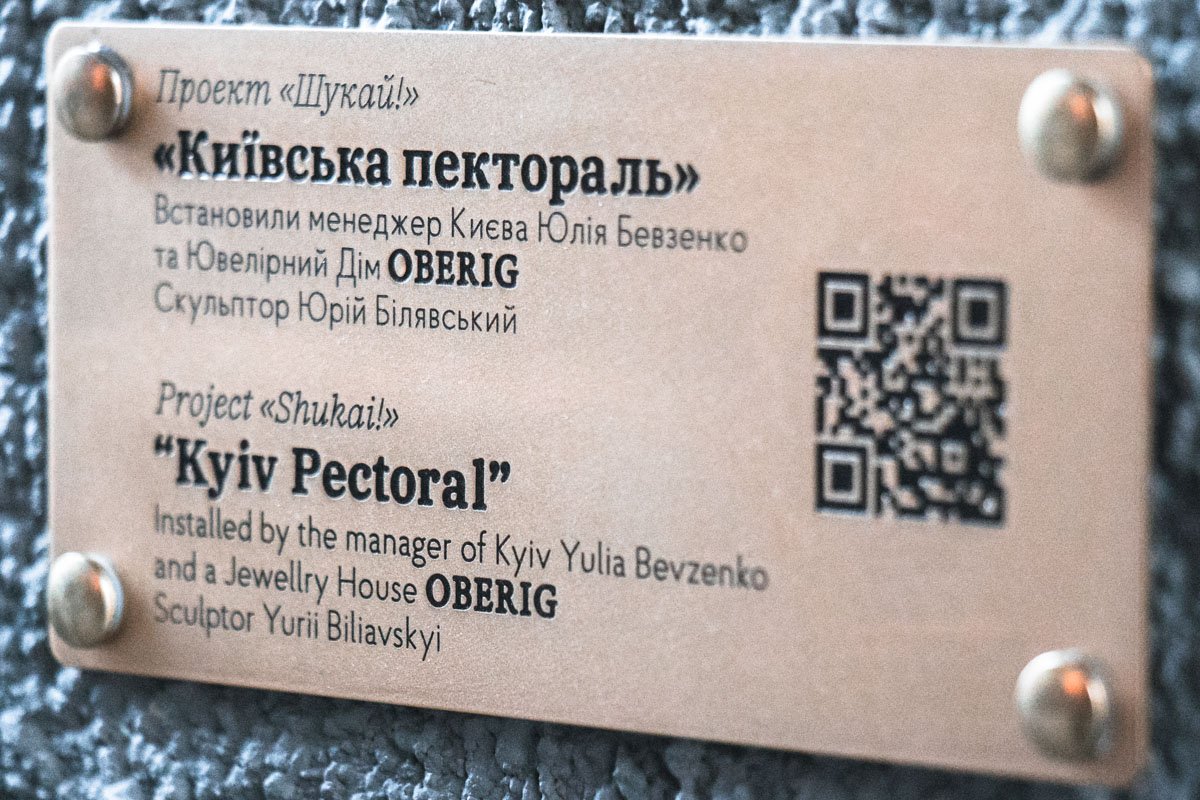 Проект «Шукай!»
«Київська пектораль»
Встановили менеджер Києва Юлія Бевзенко
та Ювелірний Дім OBERIG
Скульптор Юрій Білявський
Project «Shukai!»
“Kyiv Pectoral”
Installed by the manager of Kyiv Yulia Bevzenko
and a Jewellry House OBERIG
Sculptor Yurii Biliavskyi